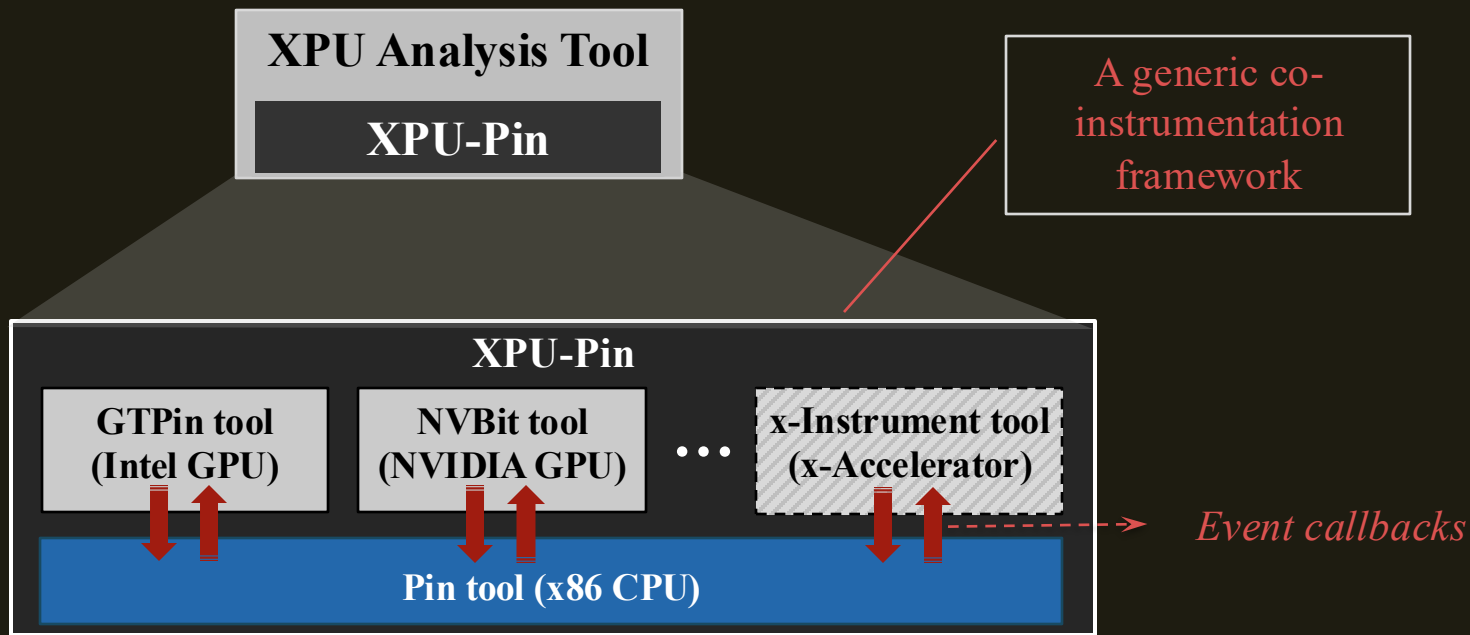 XPU Analysis Tool
XPU-Pin
A generic co-
instrumentation
framework
XPU-Pin
GTPin tool
(Intel GPU)
NVBit tool
(NVIDIA GPU)
...
x-Instrument tool
(x-Accelerator)
Event callbacks
Pin tool (x86 CPU)